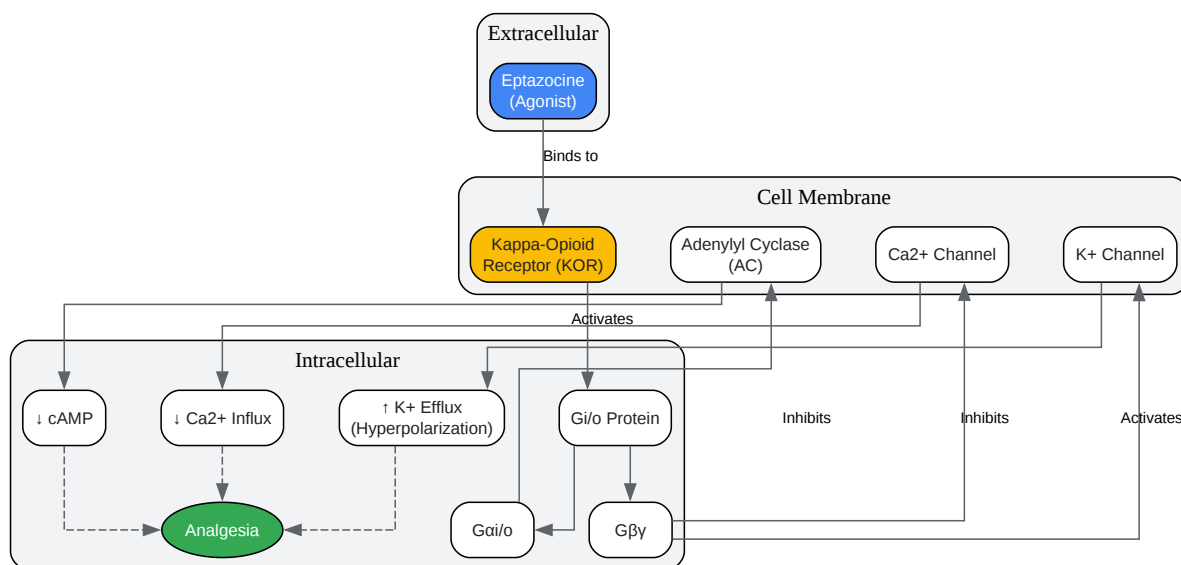 Extracellular
Eptazocine
(Agonist)
Binds to
Cell Membrane
Kappa-Opioid
Receptor (KOR)
Adenylyl Cyclase
(AC)
Ca2+ Channel
K+ Channel
Activates
Intracellular
↓ cAMP
↓ Ca2+ Influx
↑ K+ Efflux
(Hyperpolarization)
Gi/o Protein
Inhibits
Inhibits
Activates
Analgesia
Gαi/o
Gβγ